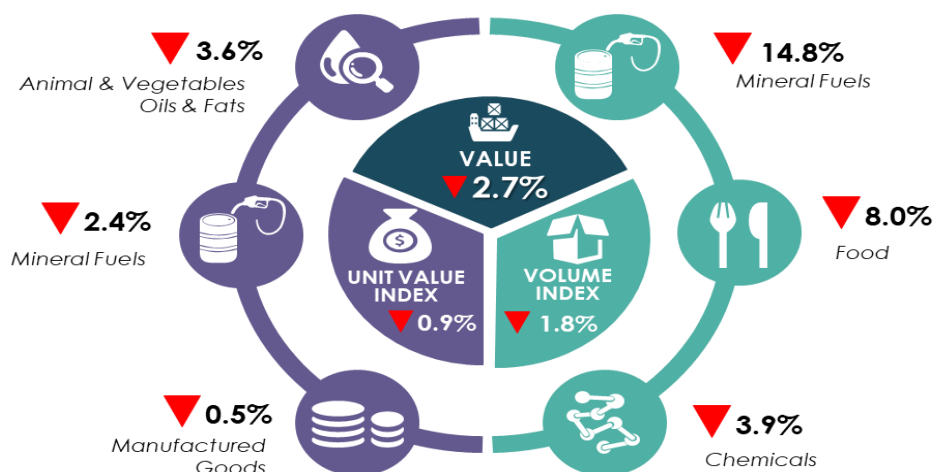 ▼ 3.6%
Animal & Vegetables
Oils & Fats
▼ 14.8%
Mineral Fuels
VALUE
▼ 2.7%
▼ 2.4%
Mineral Fuels
$
UNIT VALUE
INDEX
▼ 0.9%
VOLUME
INDEX
▼ 1.8%
▼ 8.0%
Food
▼ 0.5%
Manufactured
Goods
▼ 3.9%
Chemicals